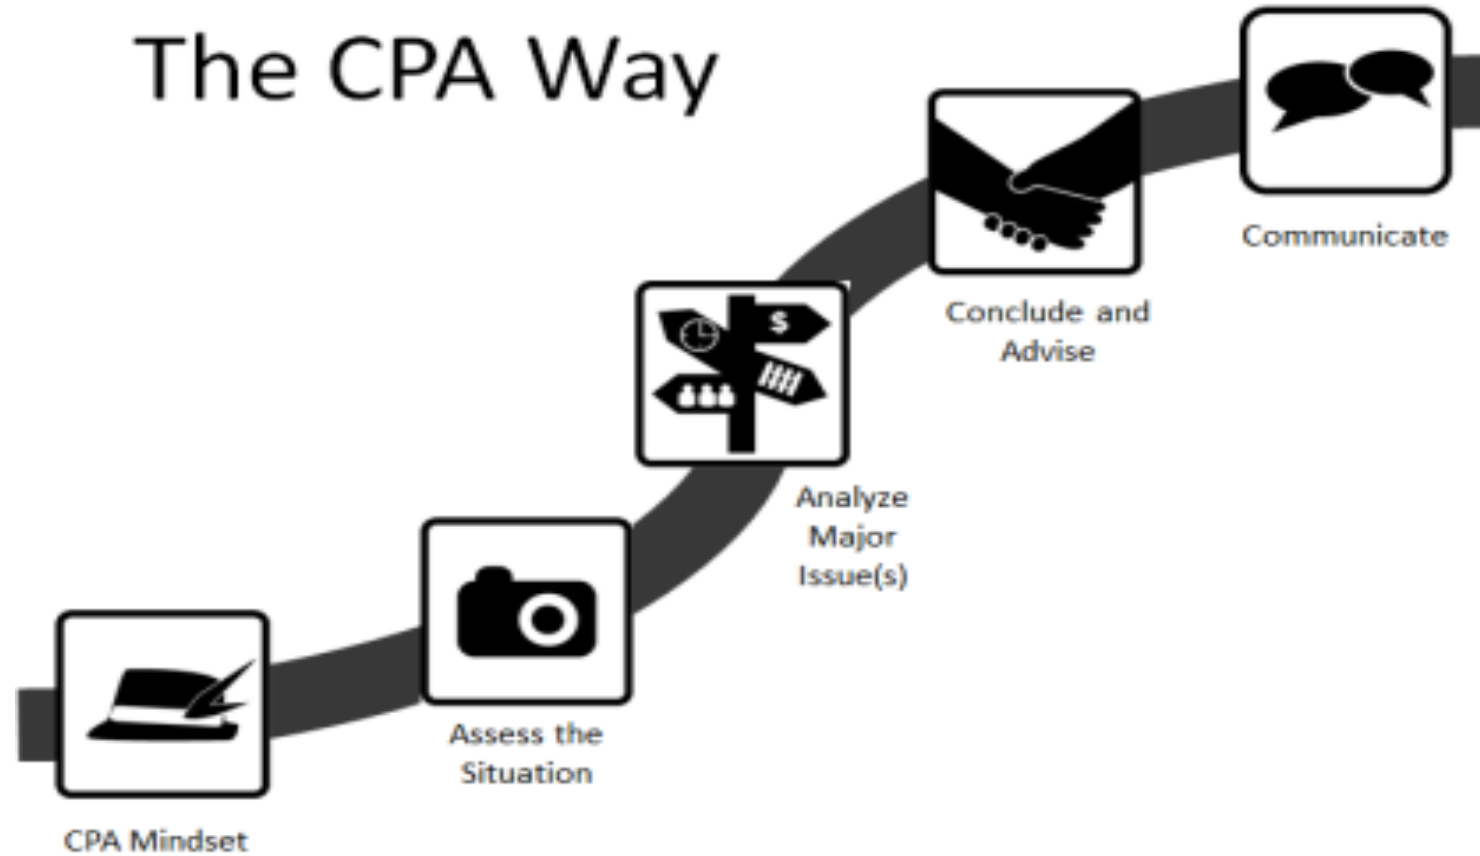 The CPA Way
CPA Mindset
Assess the
Situation
Analyze
Major
Issue(s)
$
Conclude and
Advise
Communicate